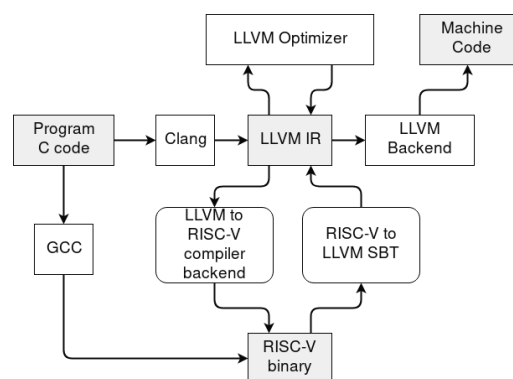 LLVM Optimizer
Machine
Code
Program
C code
Clang
LLVM IR
LLVM
Backend
LLVM to
RISC-V
compiler
backend
RISC-V to
LLVM SBT
GCC
RISC-V
binary